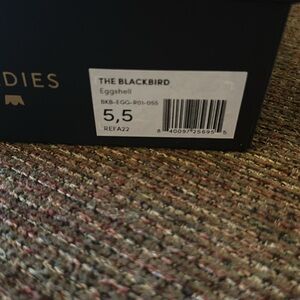 DIES
THE BLACKBIRD
Eggshell
BKB-EGG-R01-055
5,5
REFA22
8 40097 25695 5